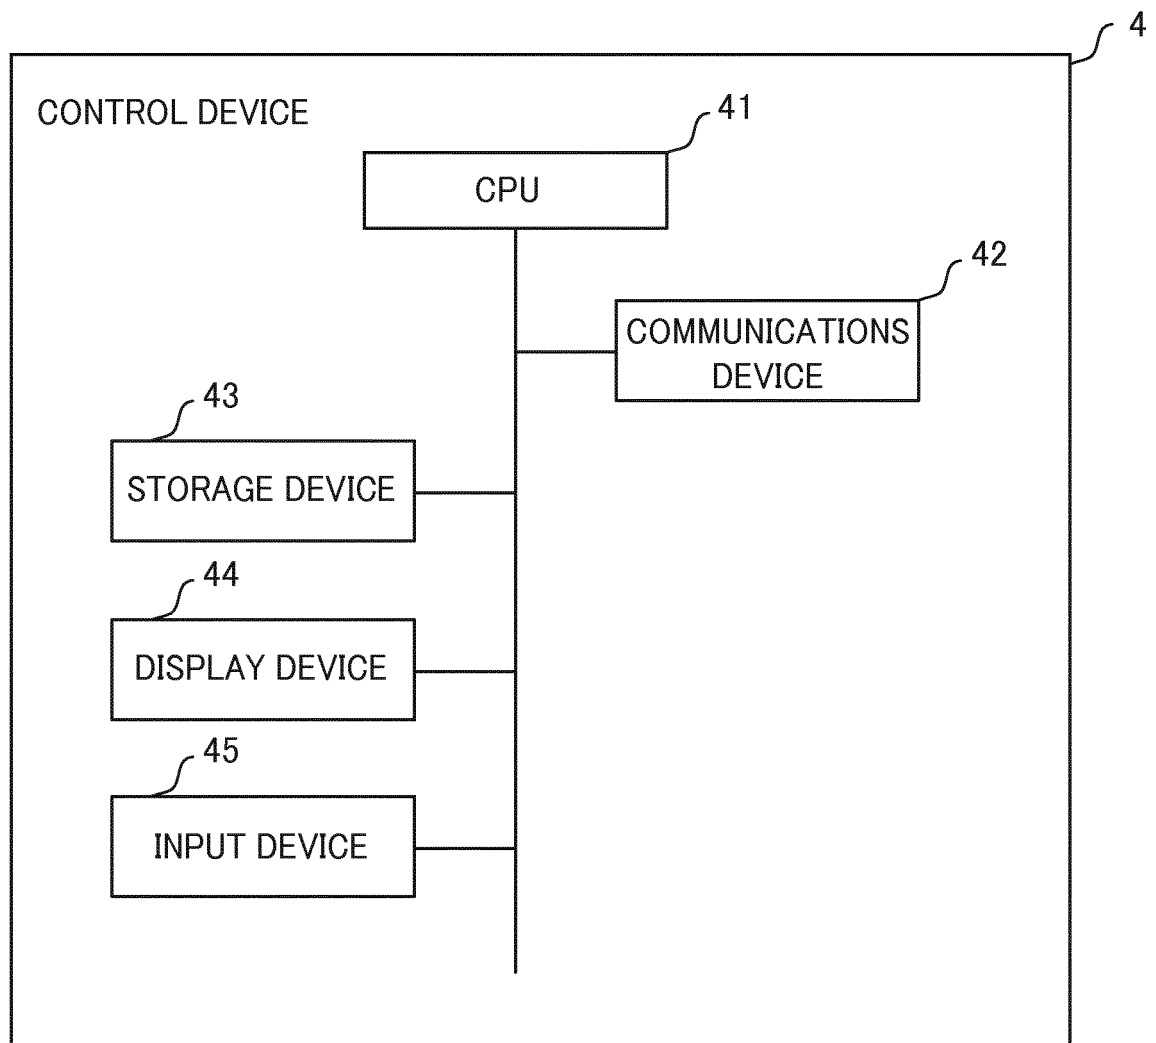 4
CONTROL DEVICE
41
CPU
42
COMMUNICATIONS
DEVICE
43
STORAGE DEVICE
44
DISPLAY DEVICE
45
INPUT DEVICE